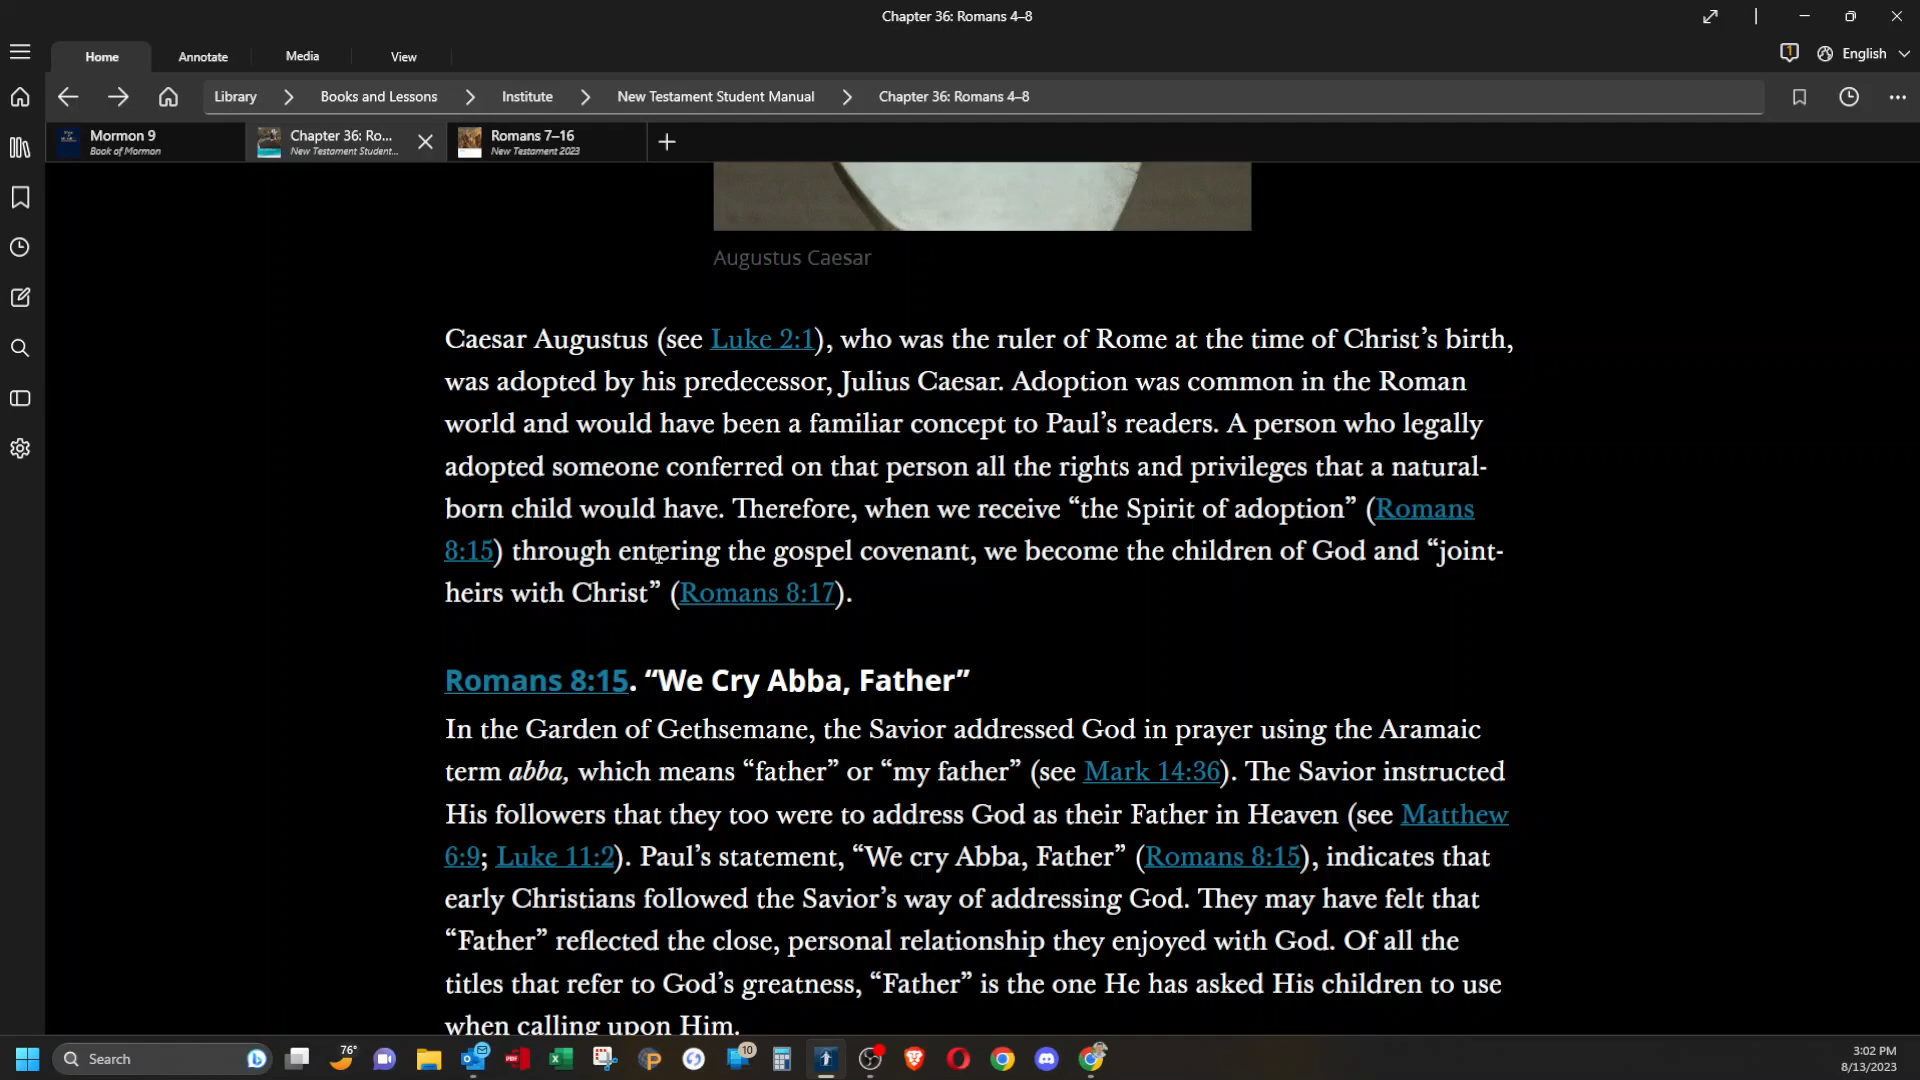 Chapter 36: Romans 4–8
Home
Annotate
Media
View
1
English
Library
Books and Lessons
Institute
New Testament Student Manual
Chapter 36: Romans 4–8
Mormon 9
Book of Mormon
Chapter 36: Ro...
New Testament Student...
Romans 7–16
New Testament 2023
Augustus Caesar
Caesar Augustus (see Luke 2:1), who was the ruler of Rome at the time of Christ’s birth,
was adopted by his predecessor, Julius Caesar. Adoption was common in the Roman
world and would have been a familiar concept to Paul’s readers. A person who legally
adopted someone conferred on that person all the rights and privileges that a natural-
born child would have. Therefore, when we receive “the Spirit of adoption” (Romans
8:15) through entering the gospel covenant, we become the children of God and “joint-
heirs with Christ” (Romans 8:17).
Romans 8:15. “We Cry Abba, Father”
In the Garden of Gethsemane, the Savior addressed God in prayer using the Aramaic
term abba, which means “father” or “my father” (see Mark 14:36). The Savior instructed
His followers that they too were to address God as their Father in Heaven (see Matthew
6:9; Luke 11:2). Paul’s statement, “We cry Abba, Father” (Romans 8:15), indicates that
early Christians followed the Savior’s way of addressing God. They may have felt that
“Father” reflected the close, personal relationship they enjoyed with God. Of all the
titles that refer to God’s greatness, “Father” is the one He has asked His children to use
when calling upon Him.
Search
76°
PDF
10
3:02 PM
8/13/2023